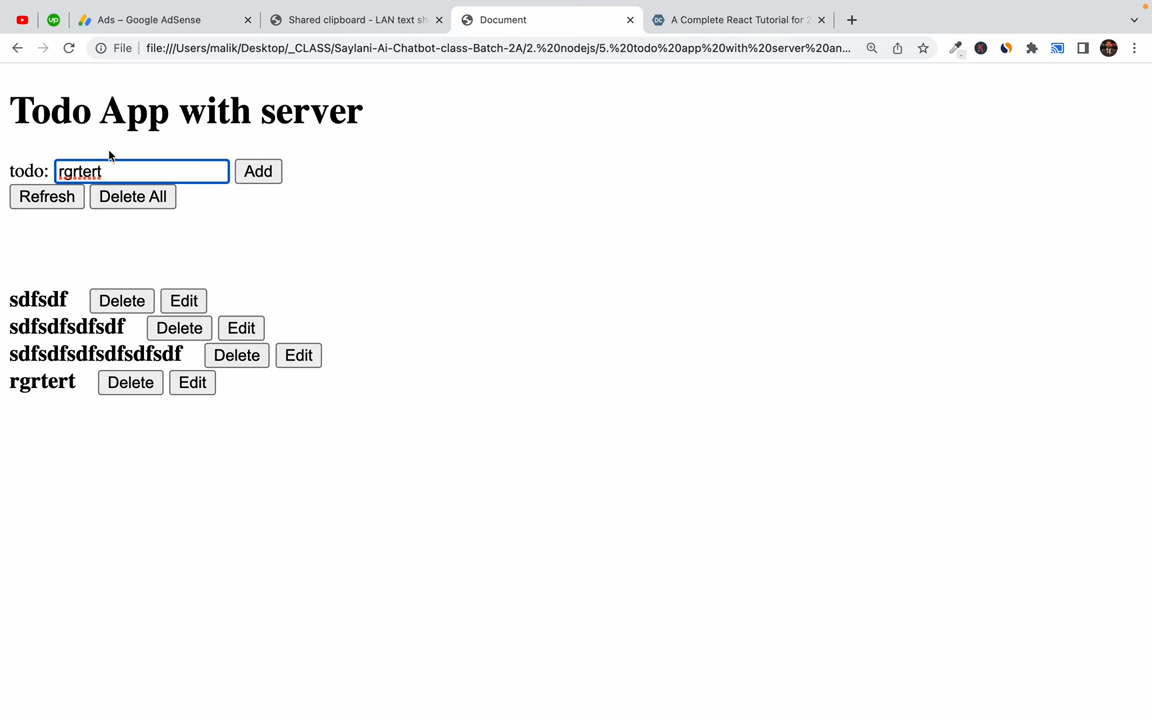 Ads – Google AdSense
Shared clipboard - LAN text sh
Document
A Complete React Tutorial for 2
File file:///Users/malik/Desktop/_CLASS/Saylani-Ai-Chatbot-class-Batch-2A/2.%20nodejs/5.%20todo%20app%20with%20server%20an...
Todo App with server
todo: rgrtert Add
Refresh Delete All
sdfsdf Delete Edit
sdfsdfsdfsdf Delete Edit
sdfsdfsdfsdfsdfsdf Delete Edit
rgrtert Delete Edit